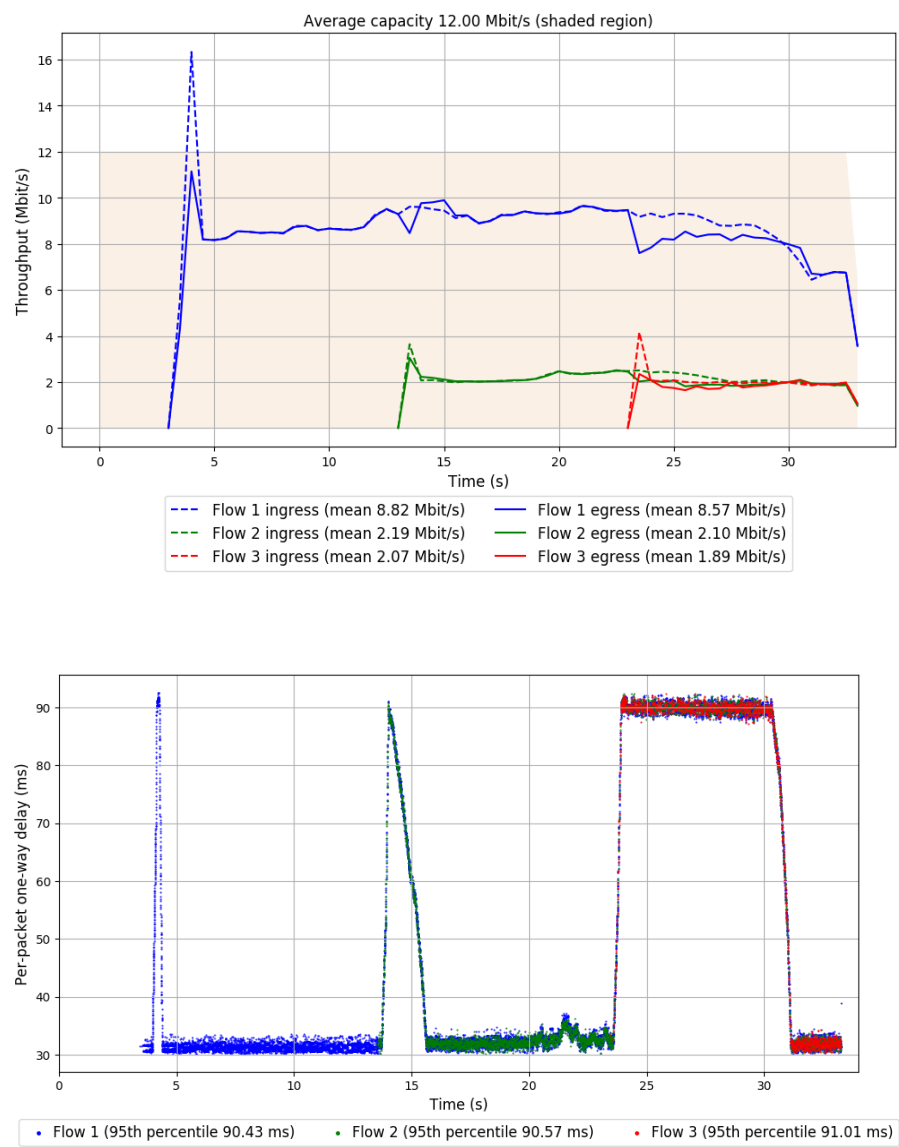 Average capacity 12.00 Mbit/s (shaded region)
Throughput (Mbit/s)
16
14
12
10
8
6
4
2
0
0 5 10 15 20 25 30
Time (s)
Flow 1 ingress (mean 8.82 Mbit/s) Flow 1 egress (mean 8.57 Mbit/s)
Flow 2 ingress (mean 2.19 Mbit/s) Flow 2 egress (mean 2.10 Mbit/s)
Flow 3 ingress (mean 2.07 Mbit/s) Flow 3 egress (mean 1.89 Mbit/s)
Per-packet one-way delay (ms)
90
80
70
60
50
40
30
0 5 10 15 20 25 30
Time (s)
Flow 1 (95th percentile 90.43 ms) Flow 2 (95th percentile 90.57 ms) Flow 3 (95th percentile 91.01 ms)